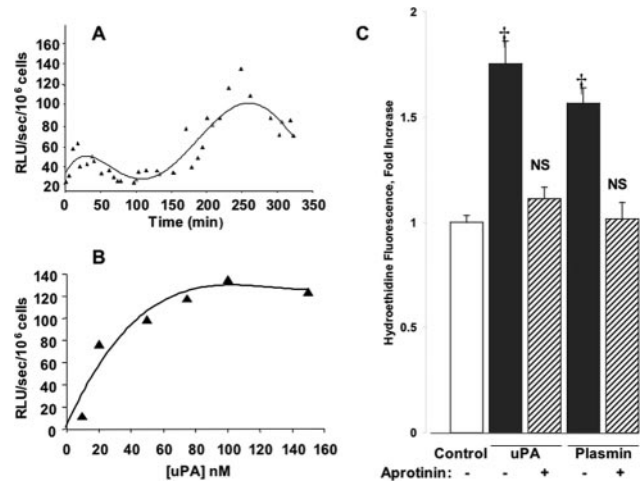 A
RLU/sec/10⁶ cells
160
140
120
100
80
60
40
20
0 50 100 150 200 250 300 350
Time (min)
B
RLU/sec/10⁶ cells
140
120
100
80
60
40
20
0
0 20 40 60 80 100 120 140 160
[uPA] nM
C
Hydroethidine Fluorescence, Fold Increase
2
1.5
1
0.5
0
‡
NS
‡
NS
Control uPA Plasmin
Aprotinin: - - + - +